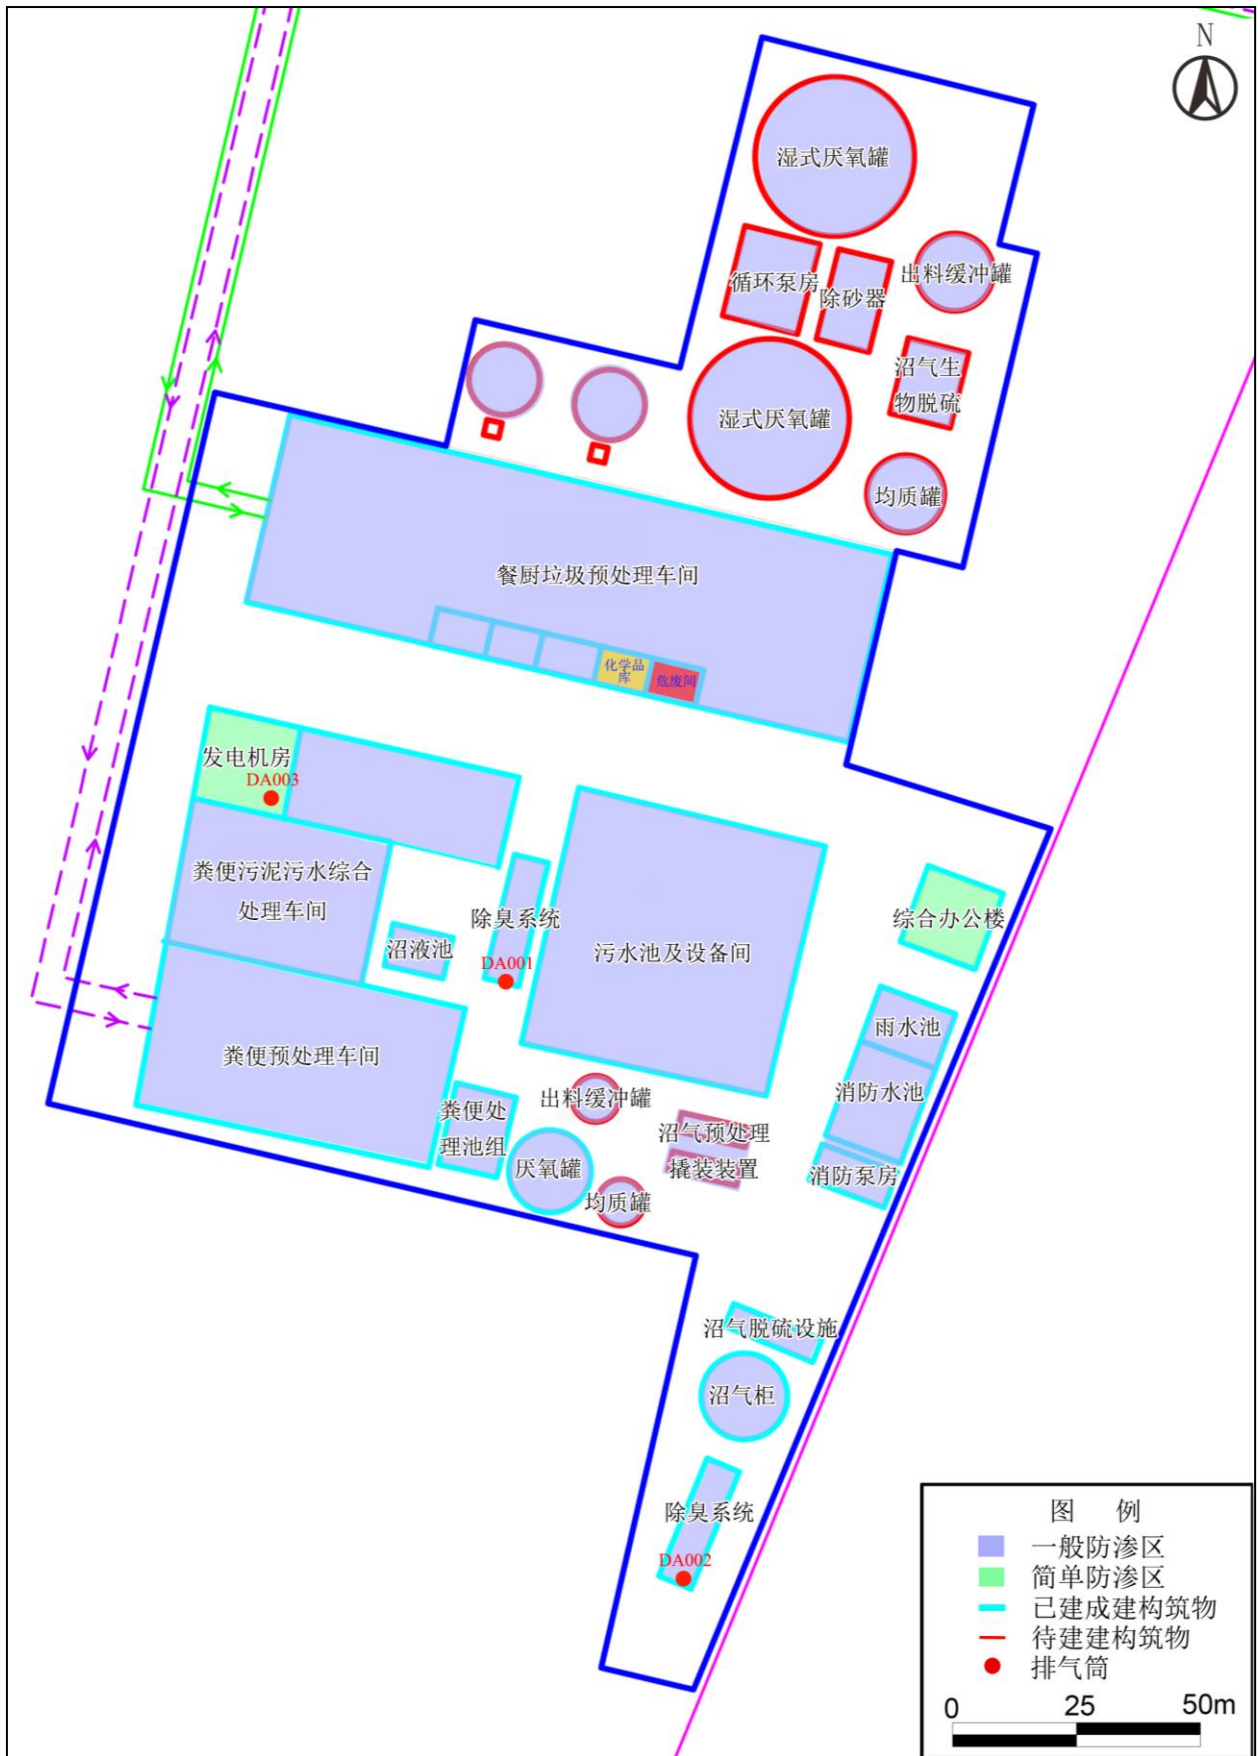 N
湿式厌氧罐
循环泵房
除砂器
出料缓冲罐
沼气生
物脱硫
湿式厌氧罐
均质罐
餐厨垃圾预处理车间
化学品
库
危废间
发电机房
DA003
粪便污泥污水综合
处理车间
沼液池
除臭系统
DA001
污水池及设备间
综合办公楼
雨水池
消防水池
消防泵房
粪便预处理车间
粪便处
理池组
出料缓冲罐
厌氧罐
均质罐
沼气预处理
撬装装置
沼气脱硫设施
沼气柜
除臭系统
DA002
图 例
一般防渗区
简单防渗区
已建成建构筑物
待建建构筑物
排气筒
0 25 50m